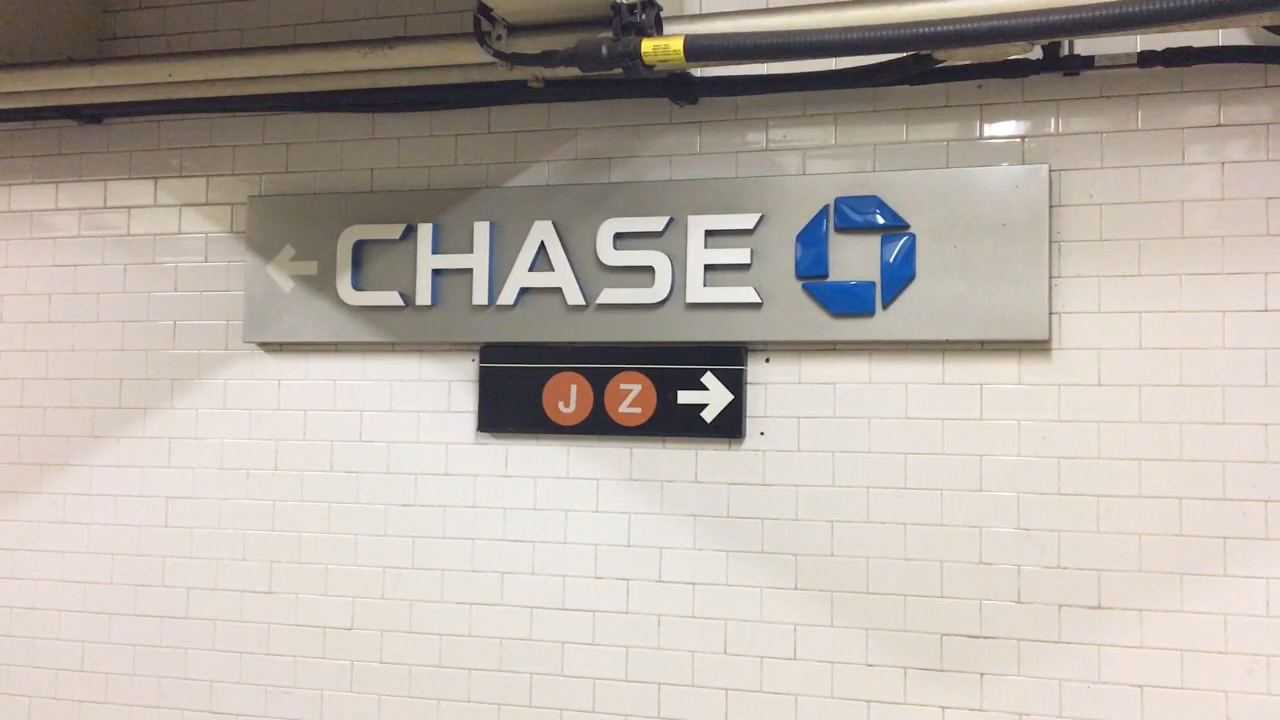 ← CHASE
J Z →